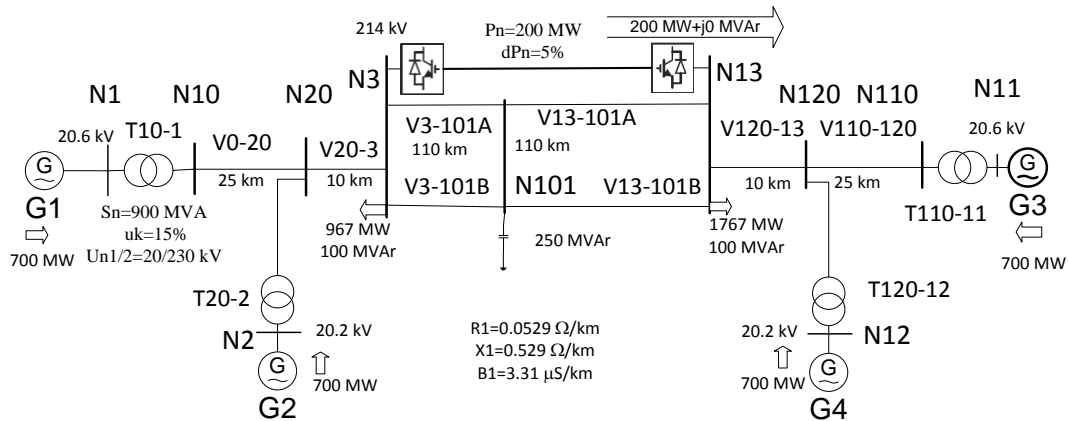 214 kV
Pn=200 MW
dPn=5%
200 MW+j0 MVAr
N3
N13
N1
N10
N20
N120
N110
N11
20.6 kV
T10-1
V0-20
V20-3
V3-101A
V13-101A
V120-13
V110-120
20.6 kV
110 km
110 km
G
25 km
10 km
V3-101B
N101
V13-101B
10 km
25 km
G
G1
Sn=900 MVA
uk=15%
Un1/2=20/230 kV
967 MW
100 MVAr
250 MVAr
1767 MW
100 MVAr
T110-11
G3
700 MW
700 MW
T20-2
T120-12
R1=0.0529 Ω/km
X1=0.529 Ω/km
B1=3.31 μS/km
N2
20.2 kV
20.2 kV
N12
G
700 MW
700 MW
G
G2
G4